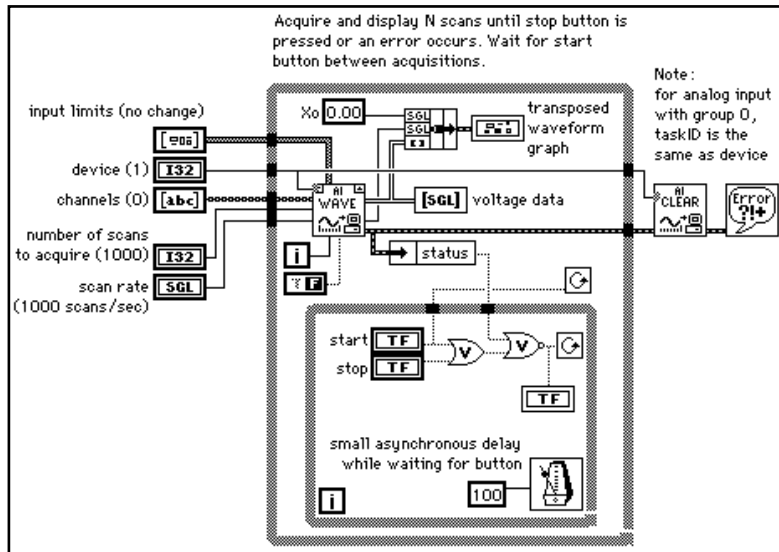 Acquire and display N scans until stop button is
pressed or an error occurs. Wait for start
button between acquisitions.
Note:
for analog input
with group 0,
taskID is the
same as device
input limits (no change)
Xo 0.00
SGL
SGL
transposed
waveform
graph
device (1) I32
channels (0) [abc]
AI
WAVE
[SGL] voltage data
AI
CLEAR
Error
?!+
number of scans
to acquire (1000) I32
i
status
scan rate
(1000 scans/sec) SGL
F
start TF
stop TF
V
V
TF
small asynchronous delay
while waiting for button
100
i